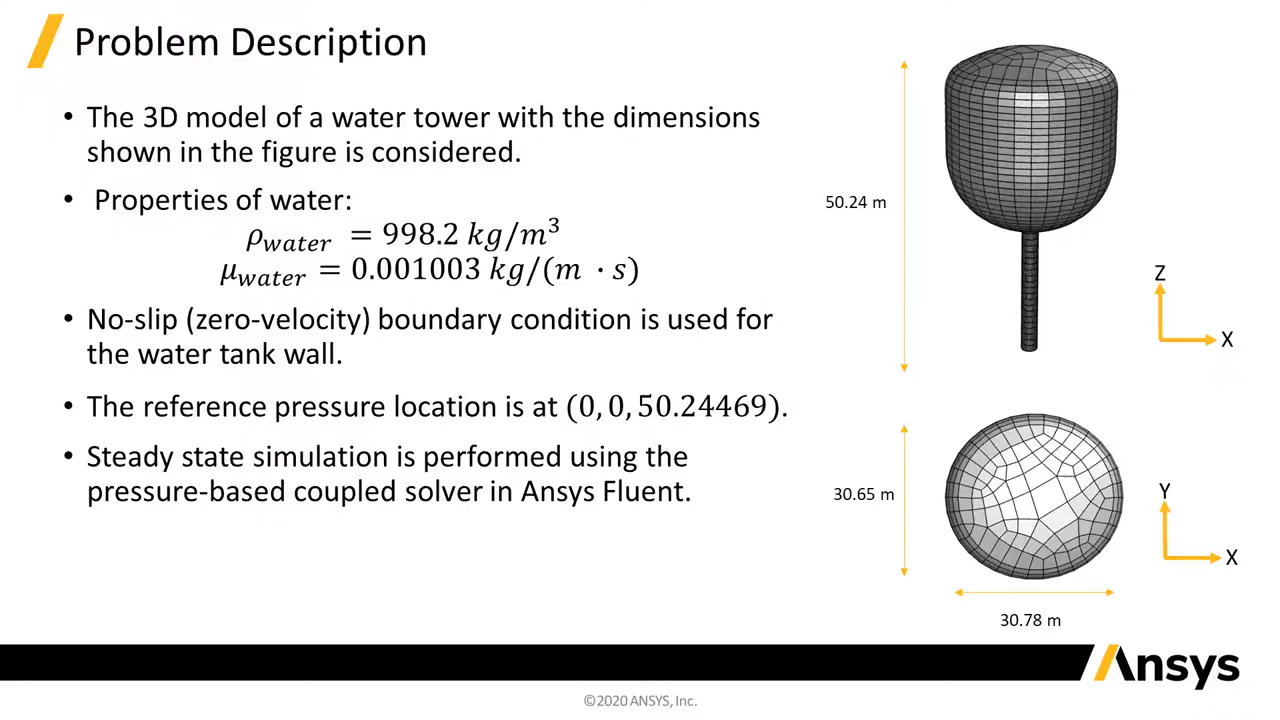 Problem Description
• The 3D model of a water tower with the dimensions
shown in the figure is considered.
• Properties of water:
𝜌_water = 998.2 kg/m³
𝜇_water = 0.001003 kg/(m · s)
• No-slip (zero-velocity) boundary condition is used for
the water tank wall.
• The reference pressure location is at (0, 0, 50.24469).
• Steady state simulation is performed using the
pressure-based coupled solver in Ansys Fluent.
50.24 m
Z
X
30.65 m
Y
X
30.78 m
Ansys
©2020 ANSYS, Inc.